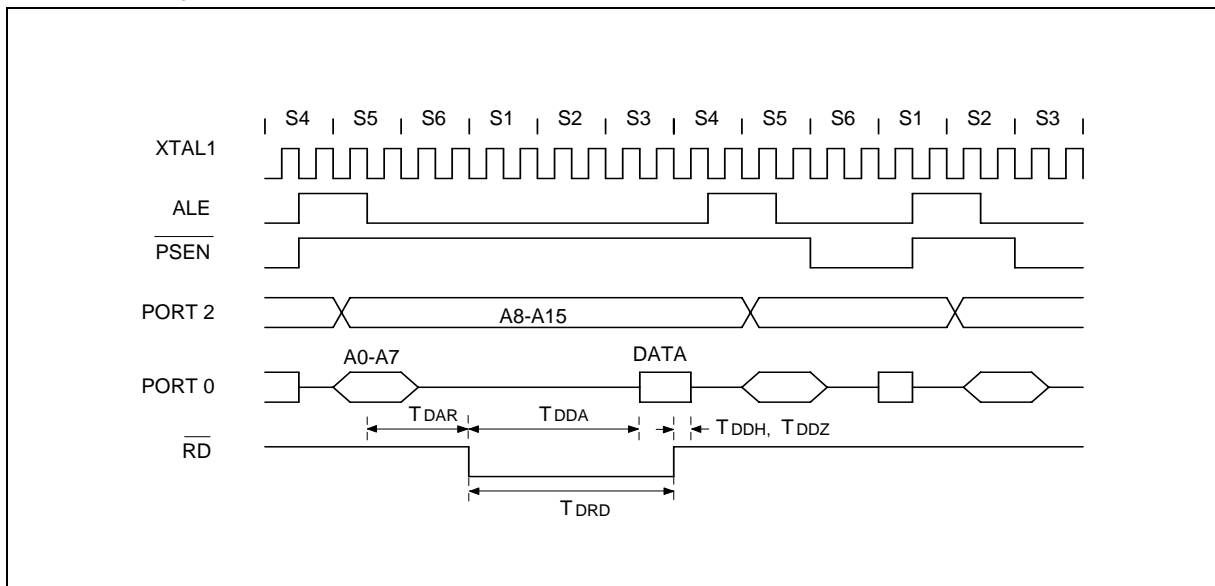 S4 S5 S6 S1 S2 S3 S4 S5 S6 S1 S2 S3
XTAL1
ALE
PSEN
PORT 2
A8-A15
A0-A7
DATA
PORT 0
TDAR TDDA TDDH, TDDZ
RD
TDRD